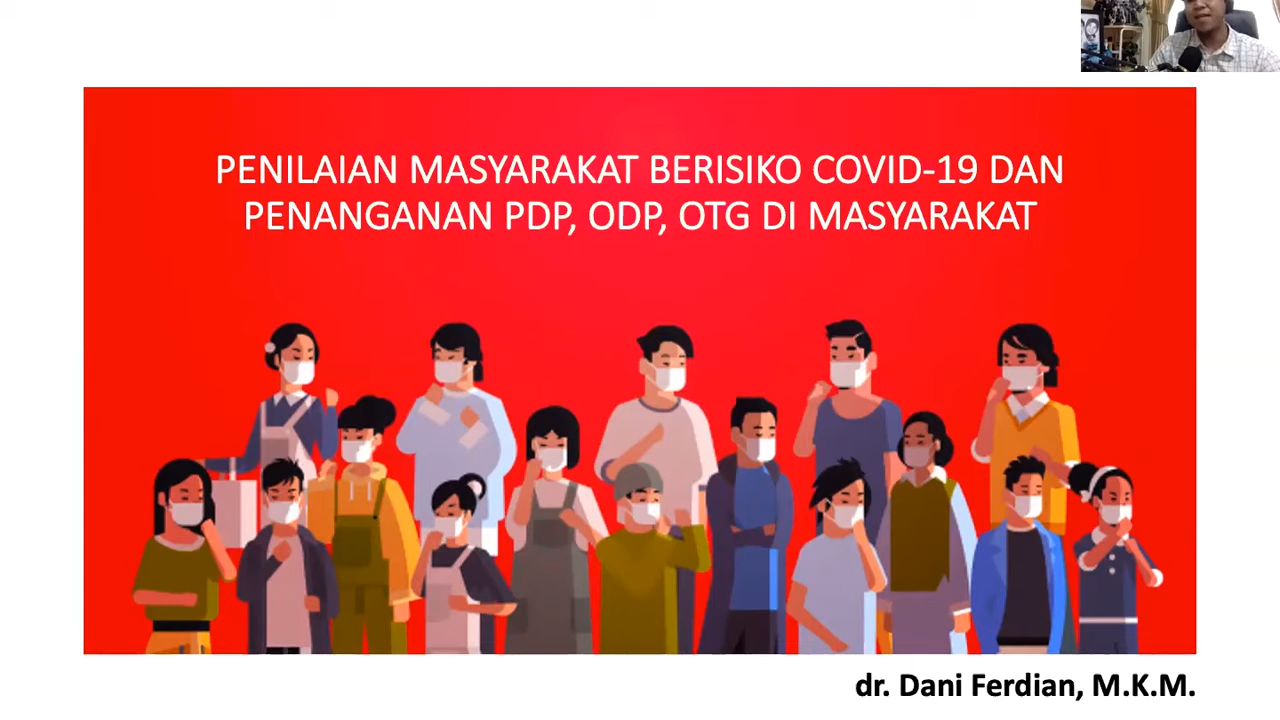 PENILAIAN MASYARAKAT BERISIKO COVID-19 DAN
PENANGANAN PDP, ODP, OTG DI MASYARAKAT
dr. Dani Ferdian, M.K.M.